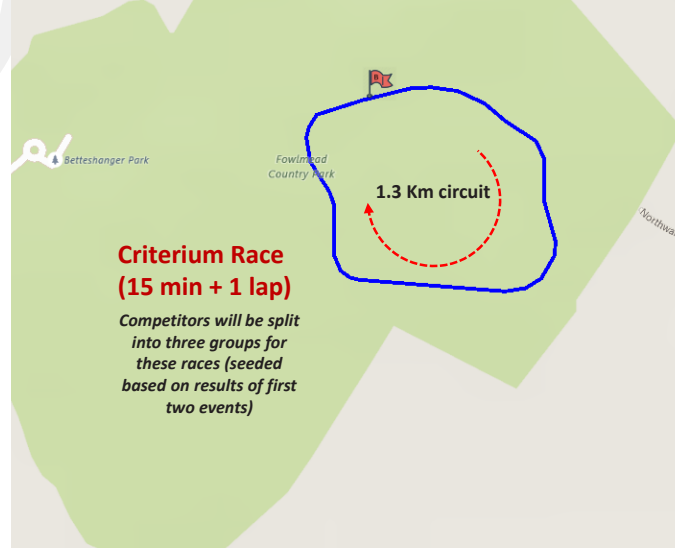 Betteshanger Park
Fowlmead
Country Park
1.3 Km circuit
Northwa
Criterium Race
(15 min + 1 lap)
Competitors will be split
into three groups for
these races (seeded
based on results of first
two events)